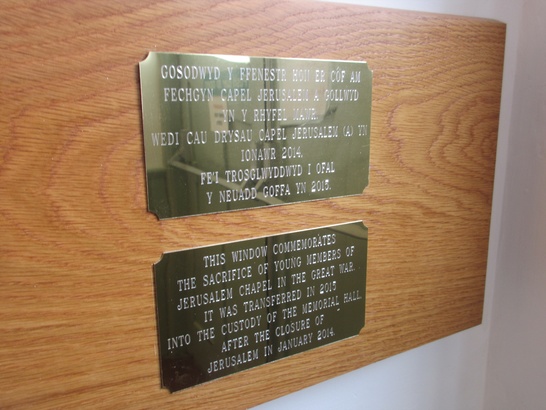 GOSODWYD Y FFENESTR HON ER CÔF AM
FECHGYN CAPEL JERUSALEM A GOLLWYD
YN Y RHYFEL MAWR.
WEDI CAU DRYSAU CAPEL JERUSALEM (A) YN
IONAWR 2014,
FE'I TROSGLWYDDWYD I OFAL
Y NEUADD GOFFA YN 2015.
THIS WINDOW COMMEMORATES
THE SACRIFICE OF YOUNG MEMBERS OF
JERUSALEM CHAPEL IN THE GREAT WAR.
IT WAS TRANSFERRED IN 2015
INTO THE CUSTODY OF THE MEMORIAL HALL,
AFTER THE CLOSURE OF
JERUSALEM IN JANUARY 2014.